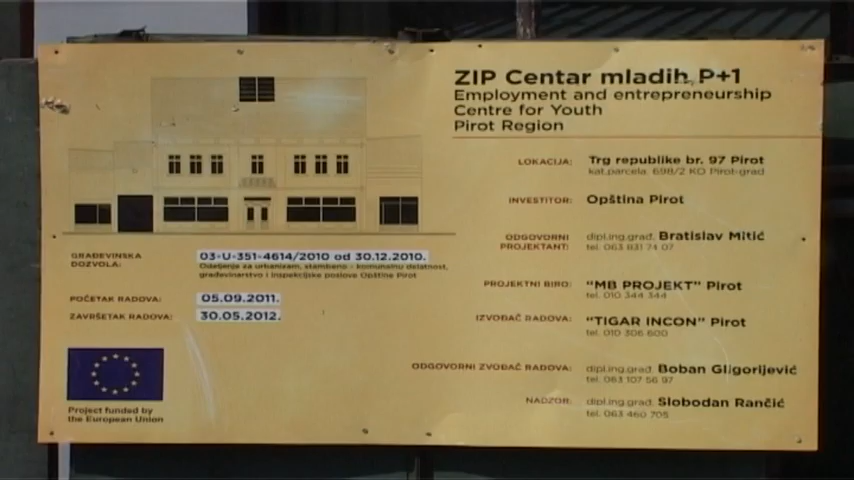 ZIP Centar mladih P+1
Employment and entrepreneurship
Centre for Youth
Pirot Region
LOKACIJA: Trg republike br. 97 Pirot
kat.parcela. 698/2 KO Pirot-grad
INVESTITOR: Opština Pirot
ODGOVORNI PROJEKTANT: dipl.ing.građ. Bratislav Mitić
tel. 063 831 74 07
PROJEKTNI BIRO: "MB PROJEKT" Pirot
tel. 010 344 344
IZVOĐAČ RADOVA: "TIGAR INCON" Pirot
tel. 010 306 600
ODGOVORNI ZVOĐAČ RADOVA: dipl.ing.građ. Boban Gligorijević
tel. 063 107 56 97
NADZOR: dipl.ing.građ. Slobodan Rančić
tel. 063 460 705
GRAĐEVINSKA DOZVOLA: 03-U-351-4614/2010 od 30.12.2010.
Odeljenje za urbanizam, stambeno - komunalnu delatnost,
građevinarstvo i inspekcijske poslove Opštine Pirot
POČETAK RADOVA: 05.09.2011.
ZAVRŠETAK RADOVA: 30.05.2012.
Project funded by
the European Union